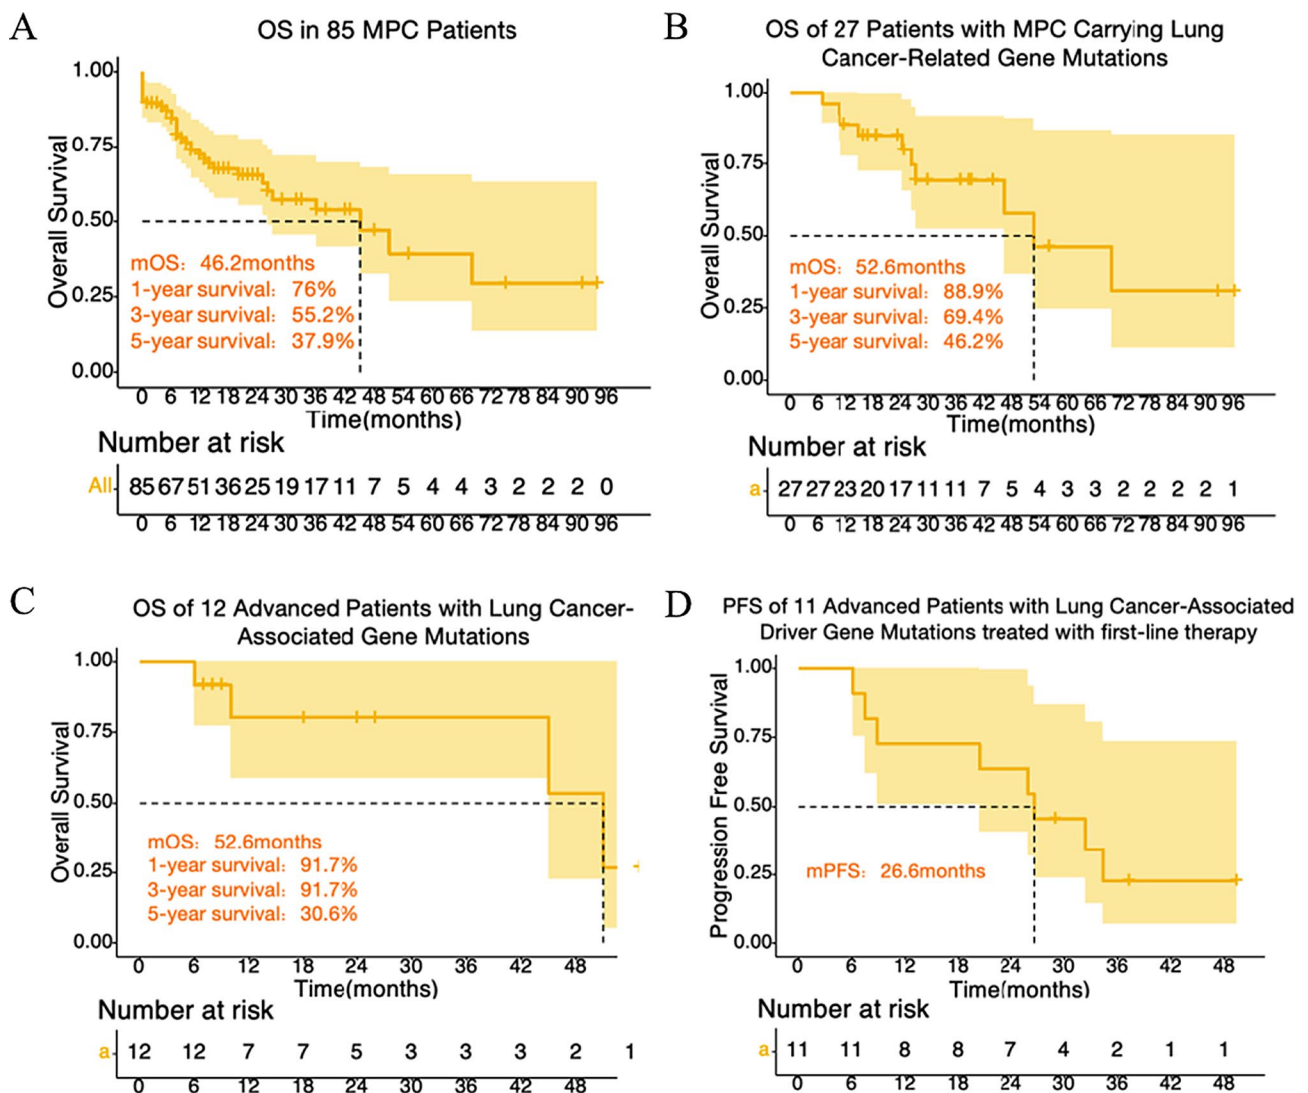 A
OS in 85 MPC Patients
Overall Survival
1.00
0.75
0.50
0.25
0.00
mOS: 46.2months
1-year survival: 76%
3-year survival: 55.2%
5-year survival: 37.9%
0 6 12 18 24 30 36 42 48 54 60 66 72 78 84 90 96
Time(months)
Number at risk
All 85 67 51 36 25 19 17 11 7 5 4 4 3 2 2 2 0
0 6 12 18 24 30 36 42 48 54 60 66 72 78 84 90 96
B
OS of 27 Patients with MPC Carrying Lung
Cancer-Related Gene Mutations
Overall Survival
1.00
0.75
0.50
0.25
0.00
mOS: 52.6months
1-year survival: 88.9%
3-year survival: 69.4%
5-year survival: 46.2%
0 6 12 18 24 30 36 42 48 54 60 66 72 78 84 90 96
Time(months)
Number at risk
a 27 27 23 20 17 11 11 7 5 4 3 3 2 2 2 2 1
0 6 12 18 24 30 36 42 48 54 60 66 72 78 84 90 96
C
OS of 12 Advanced Patients with Lung Cancer-
Associated Gene Mutations
Overall Survival
1.00
0.75
0.50
0.25
0.00
mOS: 52.6months
1-year survival: 91.7%
3-year survival: 91.7%
5-year survival: 30.6%
0 6 12 18 24 30 36 42 48
Time(months)
Number at risk
a 12 12 7 7 5 3 3 3 2 1
0 6 12 18 24 30 36 42 48
D
PFS of 11 Advanced Patients with Lung Cancer-Associated
Driver Gene Mutations treated with first-line therapy
Progression Free Survival
1.00
0.75
0.50
0.25
0.00
mPFS: 26.6months
0 6 12 18 24 30 36 42 48
Time(months)
Number at risk
a 11 11 8 8 7 4 2 1 1
0 6 12 18 24 30 36 42 48